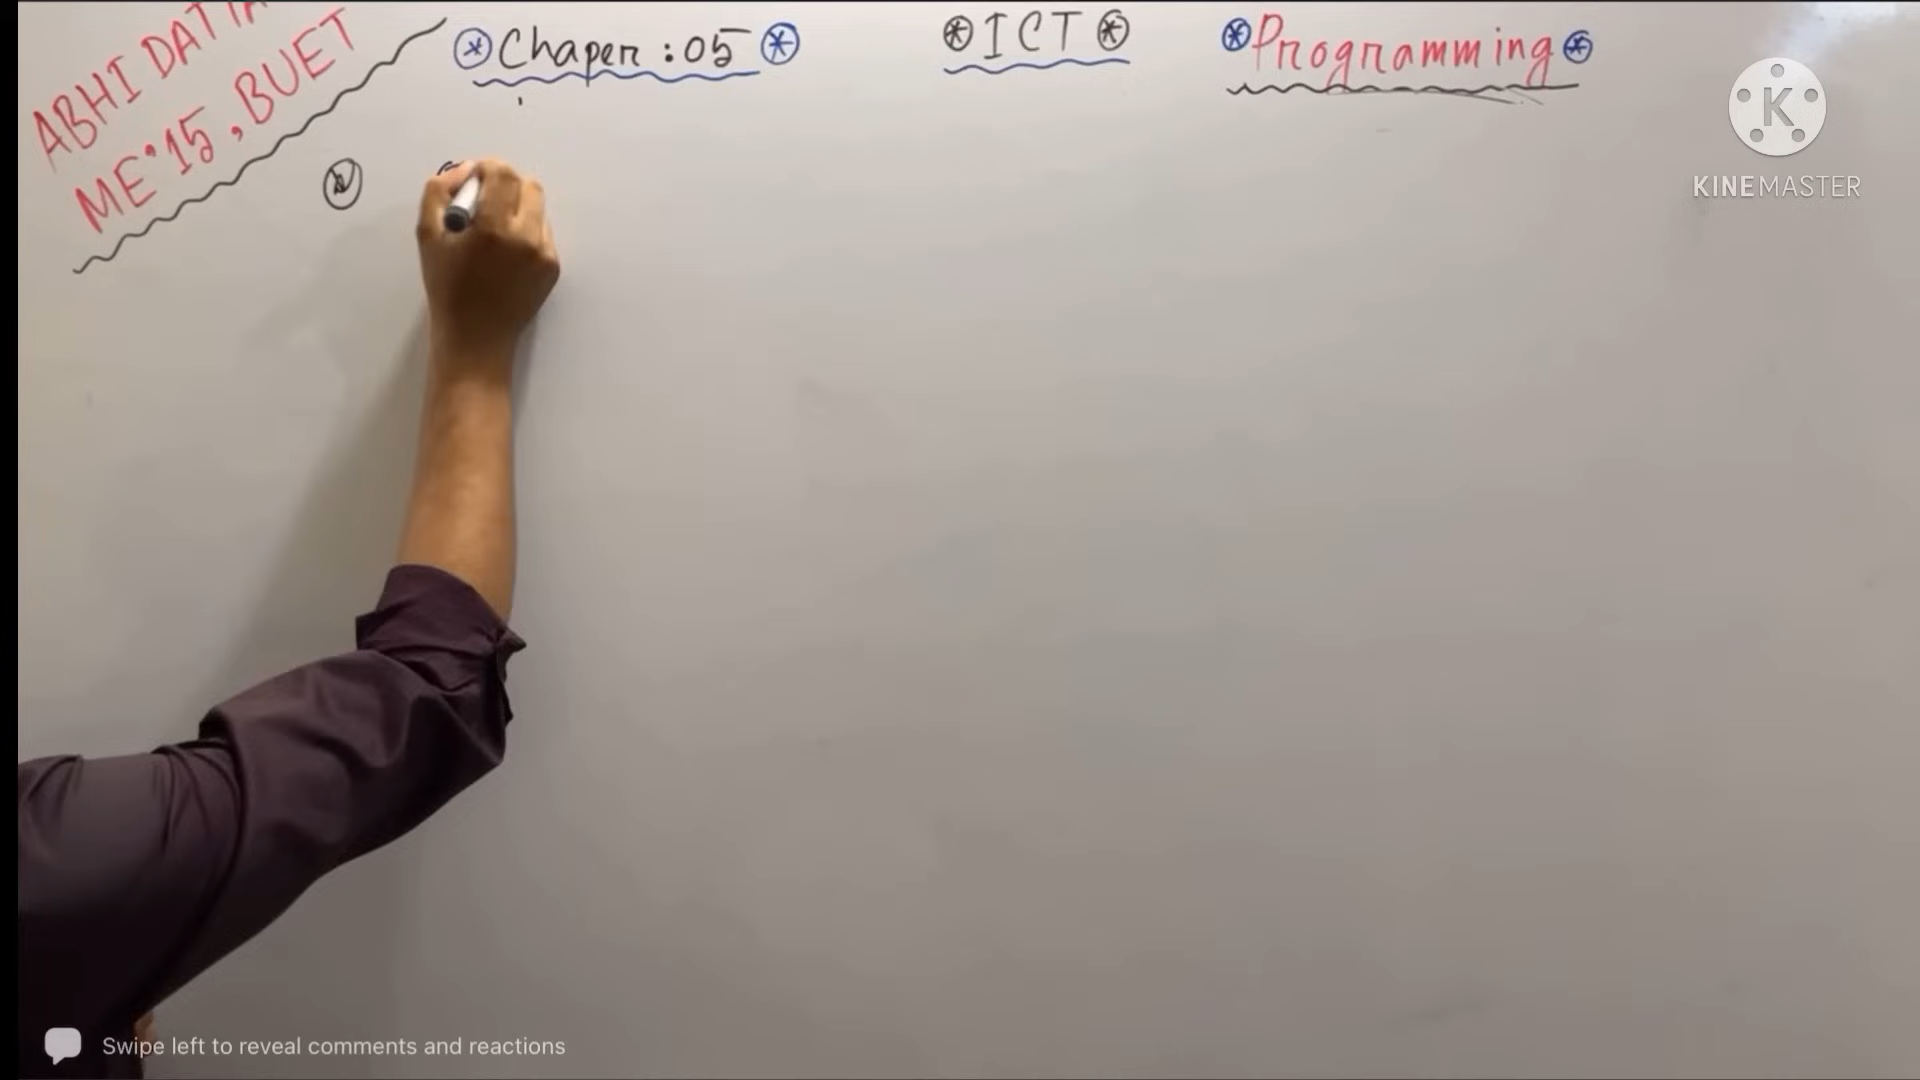 ABHI DATTA
ME'15, BUET
Chaper : 05
ICT
Programming
K
KINEMASTER
Swipe left to reveal comments and reactions